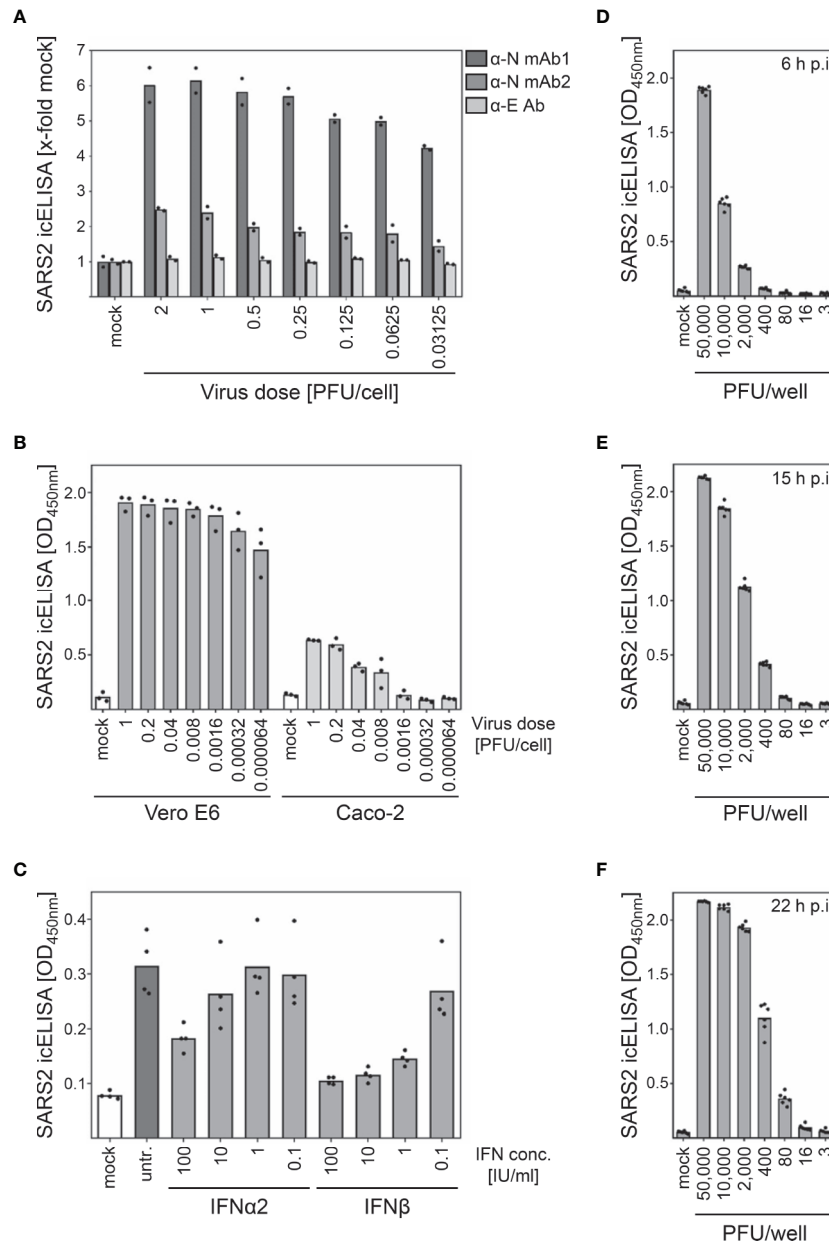 A
SARS2 icELISA [x-fold mock]
7
6
5
4
3
2
1
α-N mAb1
α-N mAb2
α-E Ab
mock
2
1
0.5
0.25
0.125
0.0625
0.03125
Virus dose [PFU/cell]
B
SARS2 icELISA [OD450nm]
2.0
1.5
1.0
0.5
mock
1
0.2
0.04
0.008
0.0016
0.00032
0.000064
mock
1
0.2
0.04
0.008
0.0016
0.00032
0.000064
Virus dose
[PFU/cell]
Vero E6
Caco-2
C
SARS2 icELISA [OD450nm]
0.4
0.3
0.2
0.1
mock
untr.
100
10
1
0.1
100
10
1
0.1
IFN conc.
[IU/ml]
IFNα2
IFNβ
D
SARS2 icELISA [OD450nm]
6 h p.i
2.0
1.5
1.0
0.5
mock
50,000
10,000
2,000
400
80
16
3
PFU/well
E
SARS2 icELISA [OD450nm]
15 h p.i
2.0
1.5
1.0
0.5
mock
50,000
10,000
2,000
400
80
16
3
PFU/well
F
SARS2 icELISA [OD450nm]
22 h p.i
2.0
1.5
1.0
0.5
mock
50,000
10,000
2,000
400
80
16
3
PFU/well